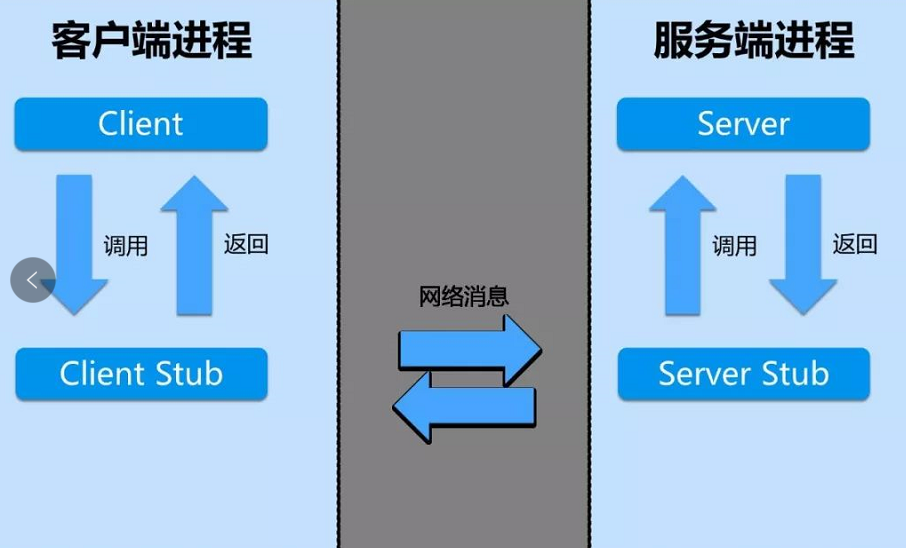 客户端进程
服务端进程
Client
Server
调用
返回
调用
返回
网络消息
Client Stub
Server Stub